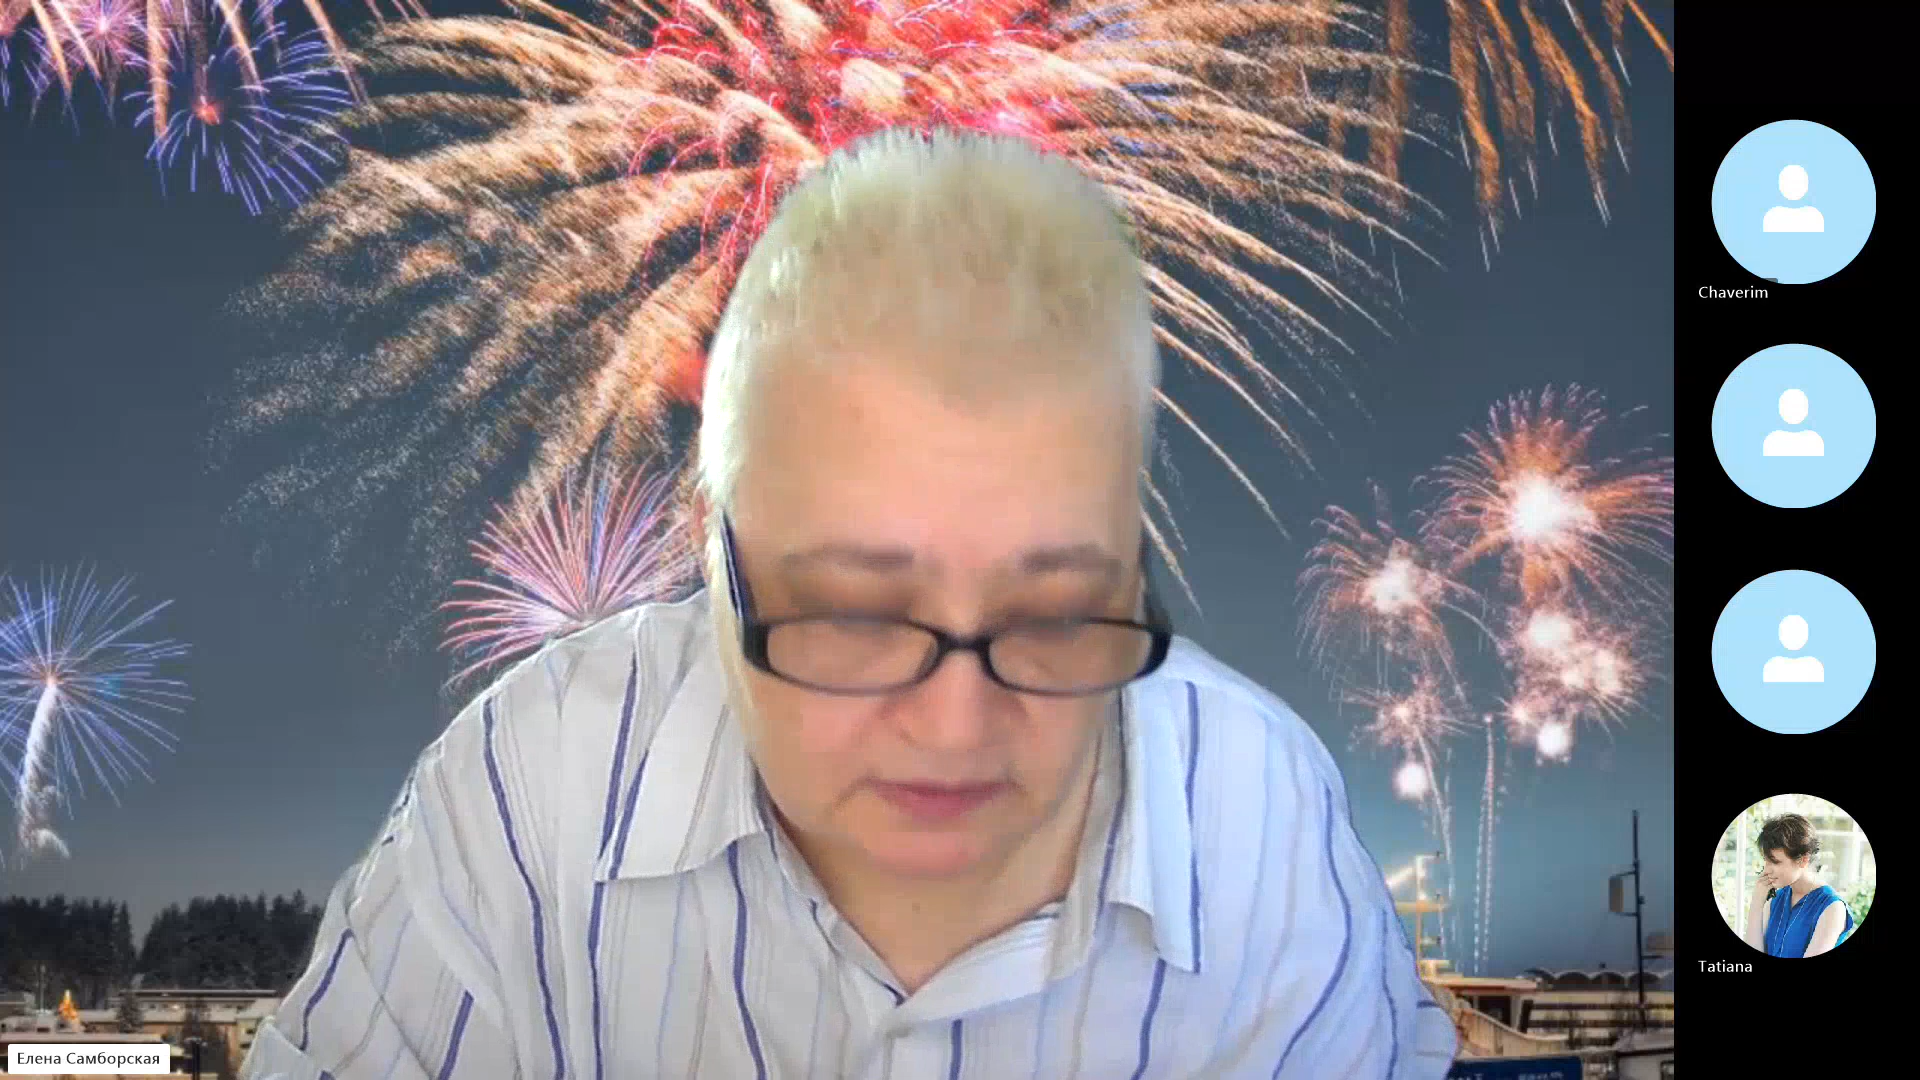 Chaverim
Tatiana
Елена Самборская